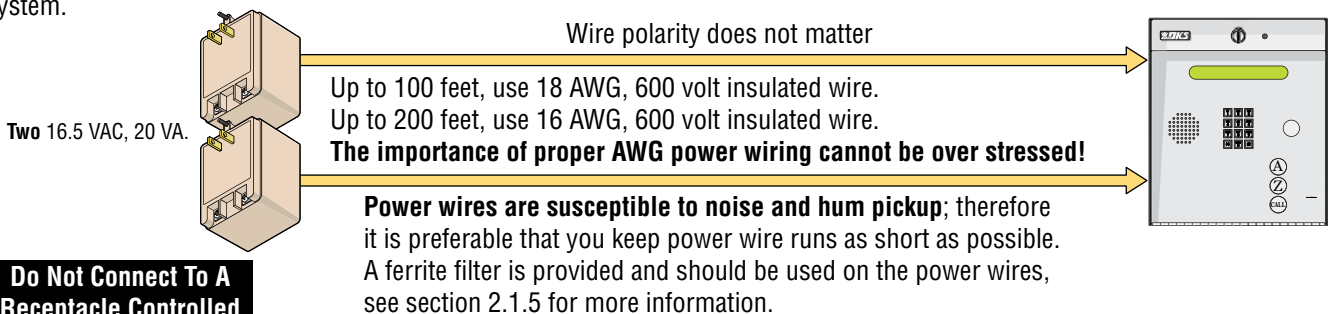 ystem.
Wire polarity does not matter
Up to 100 feet, use 18 AWG, 600 volt insulated wire.
Up to 200 feet, use 16 AWG, 600 volt insulated wire.
Two 16.5 VAC, 20 VA.
The importance of proper AWG power wiring cannot be over stressed!
Power wires are susceptible to noise and hum pickup; therefore
it is preferable that you keep power wire runs as short as possible.
A ferrite filter is provided and should be used on the power wires,
see section 2.1.5 for more information.
Do Not Connect To A
Receptacle Controlled
DKS
A
Z
CALL